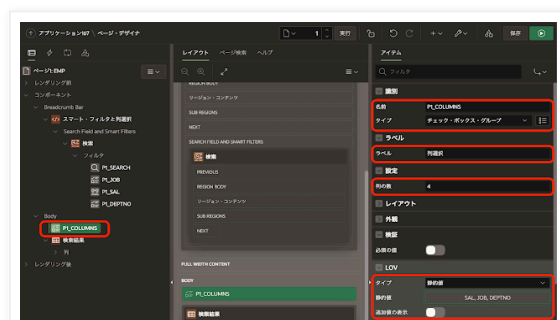 アプリケーション107 \ ページ・デザイナ
1
実行
保存
レイアウト
ページ検索
ヘルプ
アイテム
フィルタ
ページ1: EMP
レンダリング前
コンポーネント
Breadcrumb Bar
スマート・フィルタと列選択
Search Field and Smart Filters
検索
フィルタ
P1_SEARCH
P1_JOB
P1_SAL
P1_DEPTNO
Body
P1_COLUMNS
検索結果
列
レンダリング後
REGION BODY
リージョン・コンテンツ
SUB REGIONS
NEXT
SEARCH FIELD AND SMART FILTERS
検索
PREVIOUS
REGION BODY
リージョン・コンテンツ
SUB REGIONS
NEXT
FULL WIDTH CONTENT
BODY
P1_COLUMNS
検索結果
識別
名前
P1_COLUMNS
タイプ
チェック・ボックス・グループ
ラベル
ラベル
列選択
設定
列の数
4
レイアウト
外観
検証
必須の値
LOV
タイプ
静的値
静的値
SAL, JOB, DEPTNO
追加値の表示